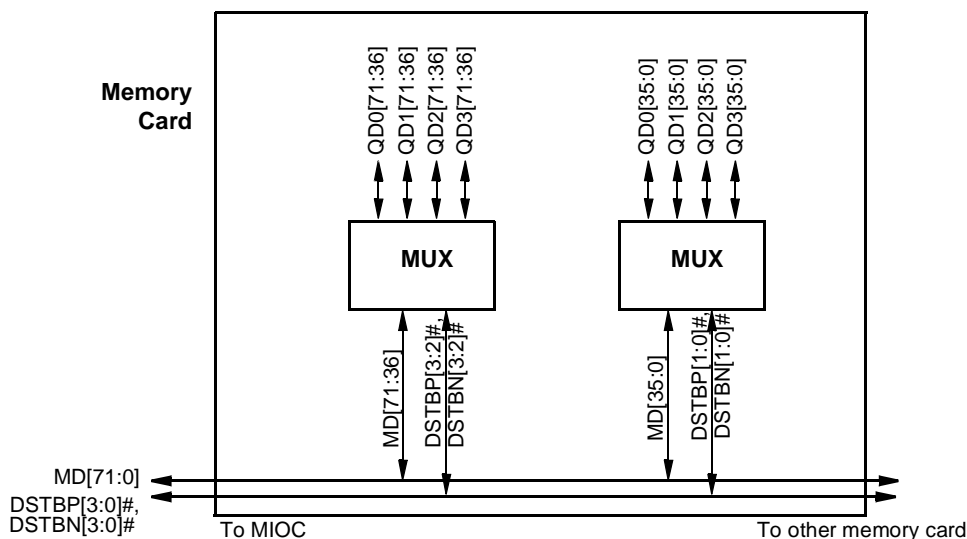 Memory
Card
QD0[71:36]
QD1[71:36]
QD2[71:36]
QD3[71:36]
QD0[35:0]
QD1[35:0]
QD2[35:0]
QD3[35:0]
MUX
MUX
MD[71:36]
DSTBP[3:2]#,
DSTBN[3:2]#
MD[35:0]
DSTBP[1:0]#,
DSTBN[1:0]#
MD[71:0]
DSTBP[3:0]#,
DSTBN[3:0]#
To MIOC
To other memory card